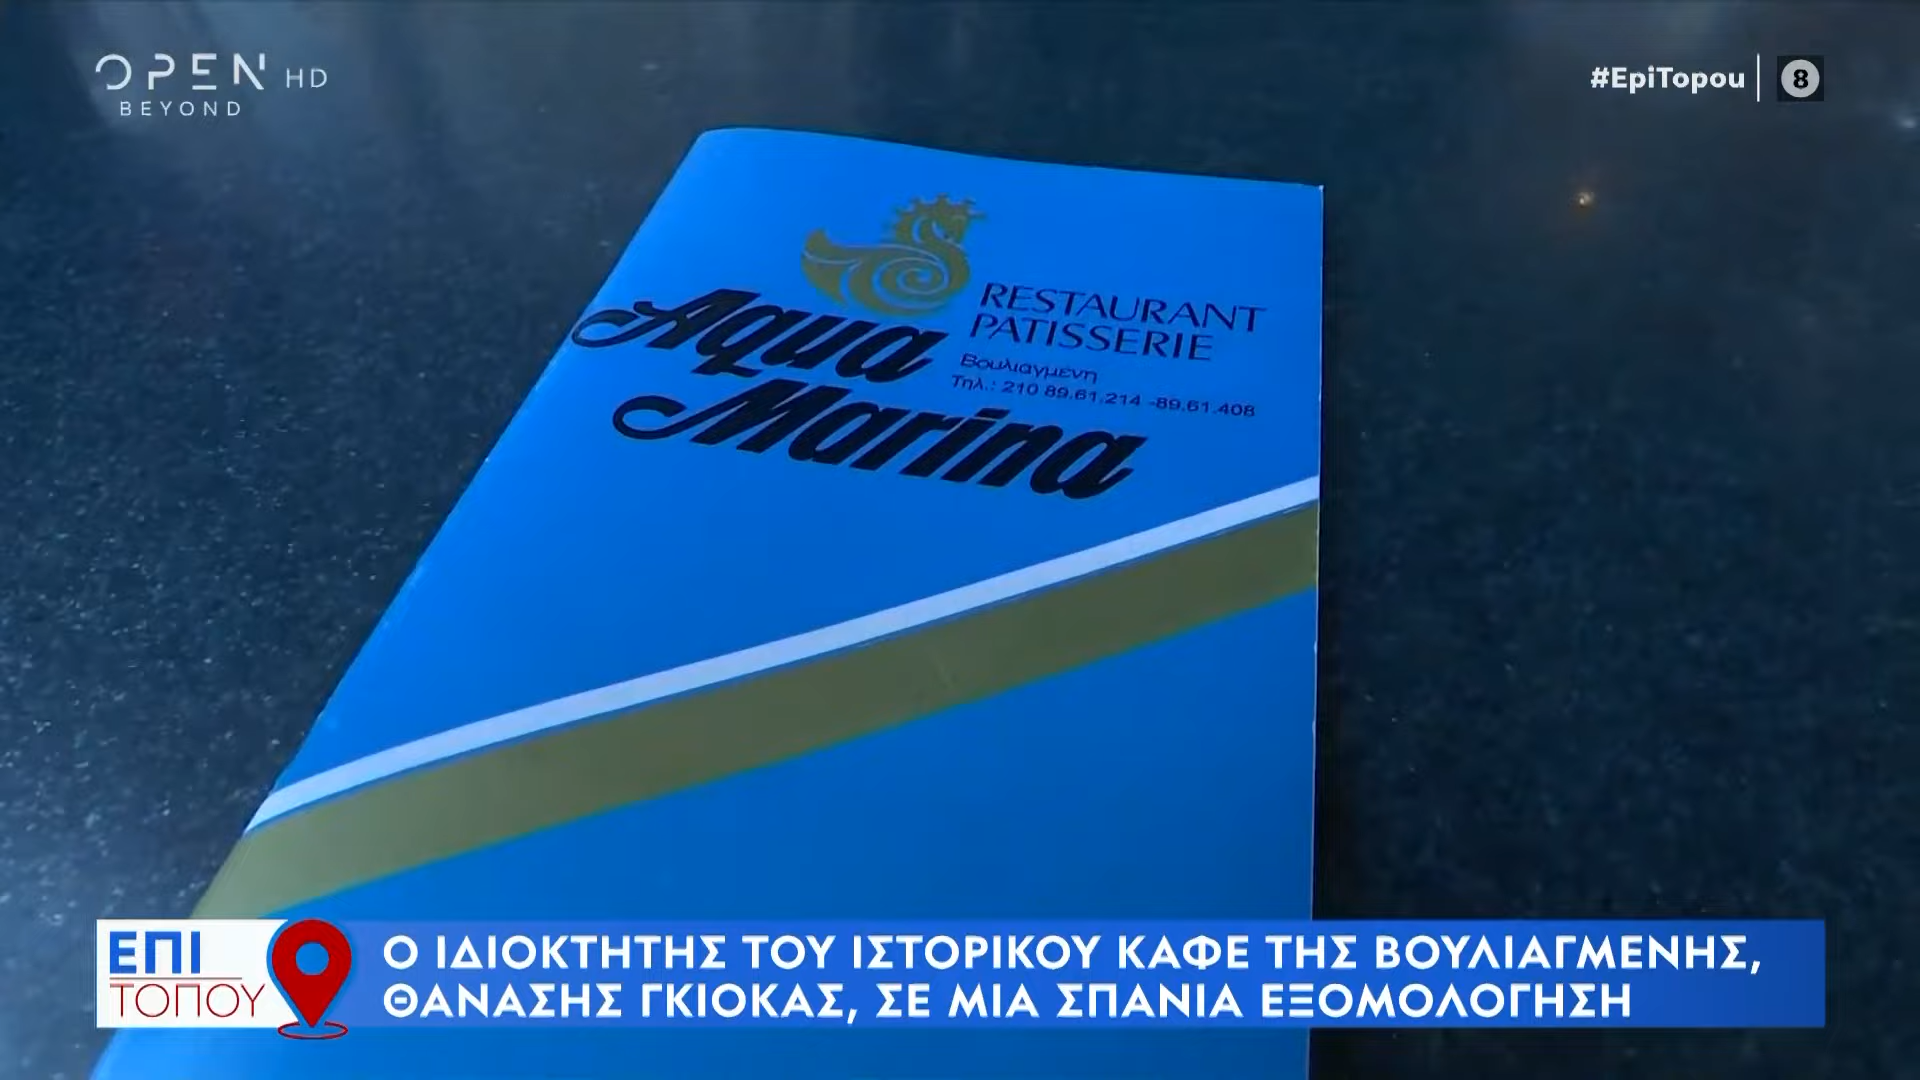 OPEN HD
BEYOND
#EpiTopou
8
RESTAURANT
PATISSERIE
Aqua
Marina
Βουλιαγμένη
Τηλ.: 210 89.61.214 -89.61.408
ΕΠΙ
ΤΟΠΟΥ
Ο ΙΔΙΟΚΤΗΤΗΣ ΤΟΥ ΙΣΤΟΡΙΚΟΥ ΚΑΦΕ ΤΗΣ ΒΟΥΛΙΑΓΜΕΝΗΣ,
ΘΑΝΑΣΗΣ ΓΚΙΟΚΑΣ, ΣΕ ΜΙΑ ΣΠΑΝΙΑ ΕΞΟΜΟΛΟΓΗΣΗ